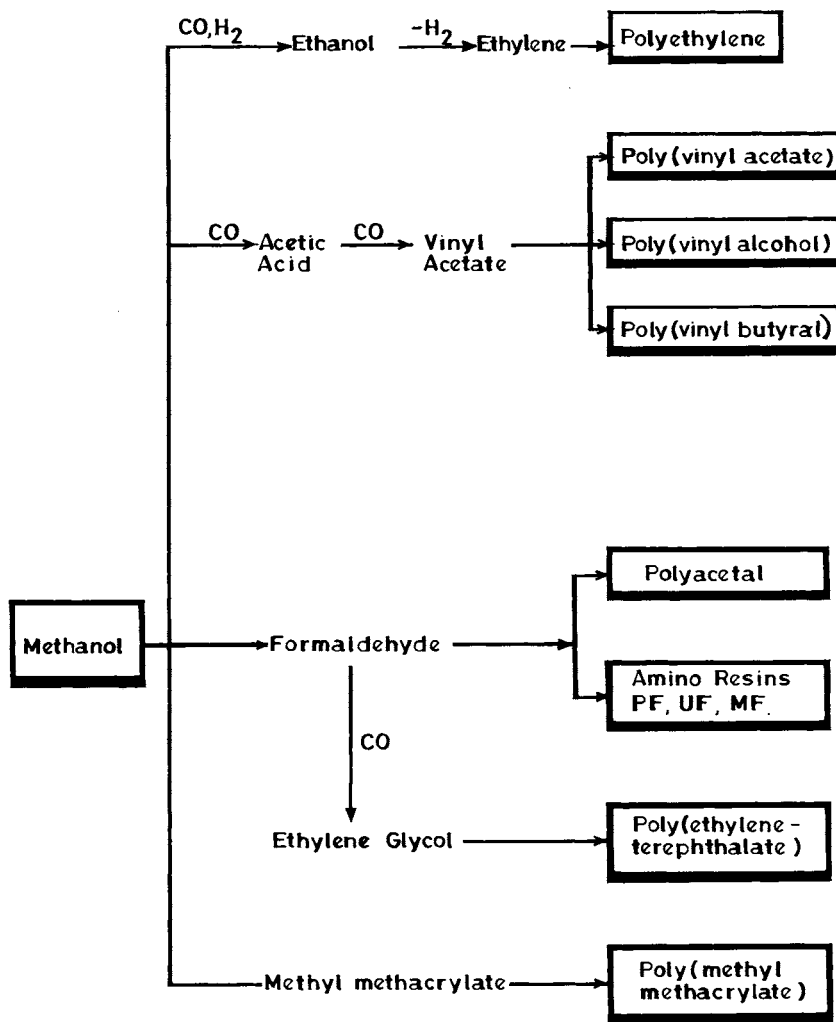 CO,H2
Ethanol
-H2
Ethylene
Polyethylene
Poly(vinyl acetate)
CO
Acetic
Acid
CO
Vinyl
Acetate
Poly(vinyl alcohol)
Poly(vinyl butyral)
Polyacetal
Methanol
Formaldehyde
Amino Resins
PF, UF, MF.
CO
Ethylene Glycol
Poly(ethylene-
terephthalate)
Methyl methacrylate
Poly(methyl
methacrylate)